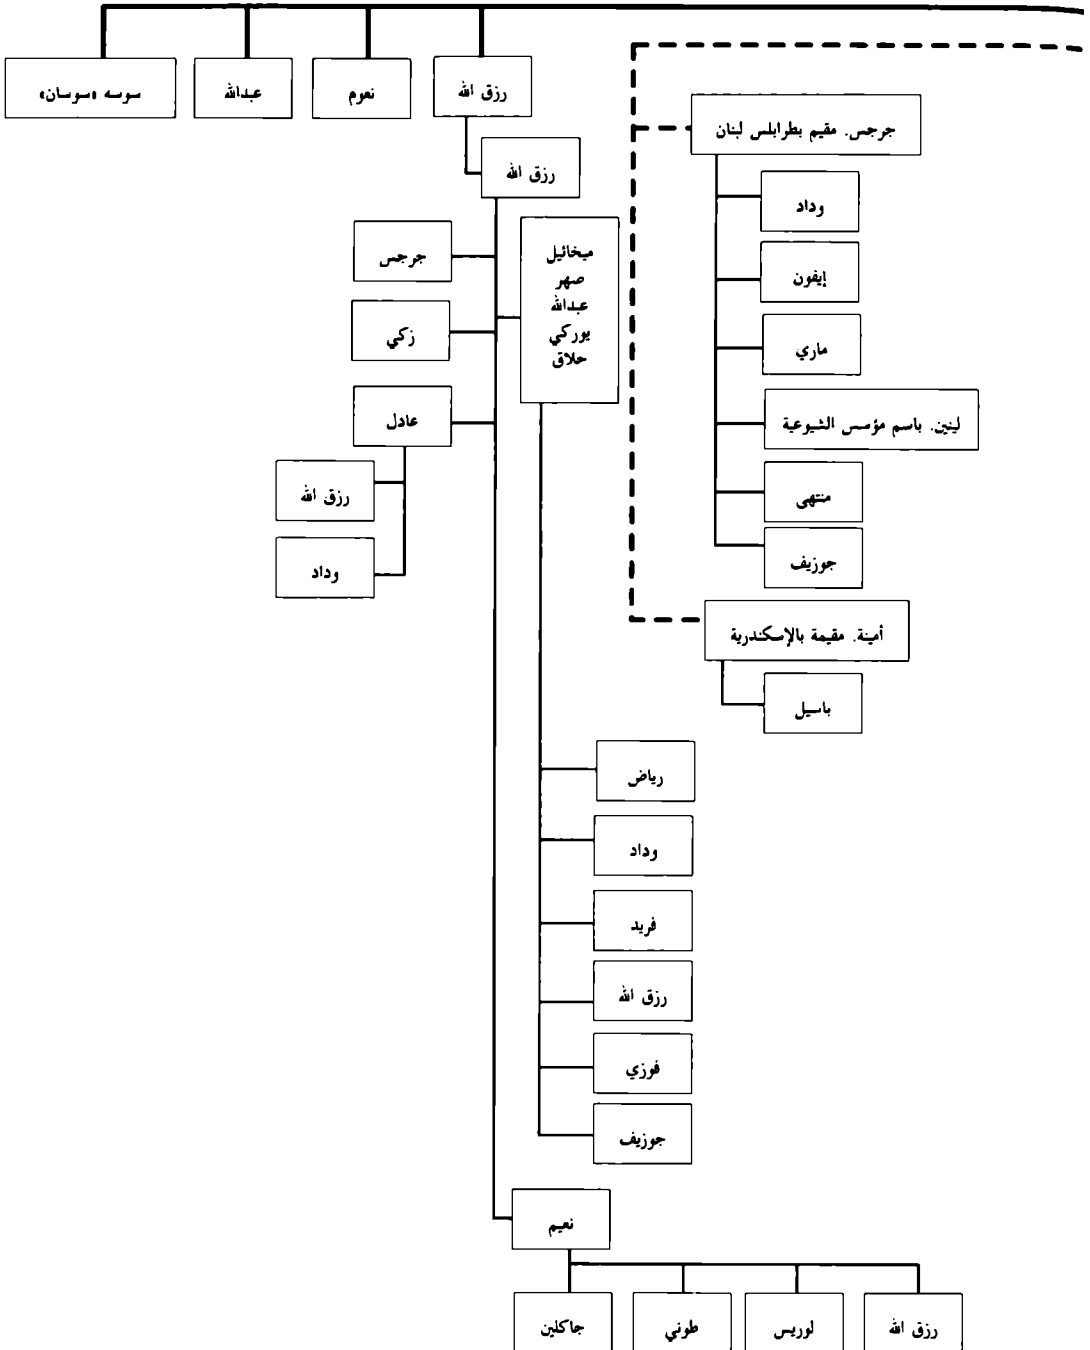 رزق الله
نعوم
عبدالله
سوسه «سوسان»
جرجس. مقيم بطرابلس لبنان
وداد
إيفون
ماري
لينين. باسم مؤسس الشيوعية
منتهى
جوزيف
أمينة. مقيمة بالإسكندرية
باسيل
رزق الله
ميخائيل
صهر
عبدالله
يوركي
حلاق
جرجس
زكي
عادل
رزق الله
وداد
رياض
وداد
فريد
رزق الله
فوزي
جوزيف
نعيم
رزق الله
لوريس
طوني
جاكلين